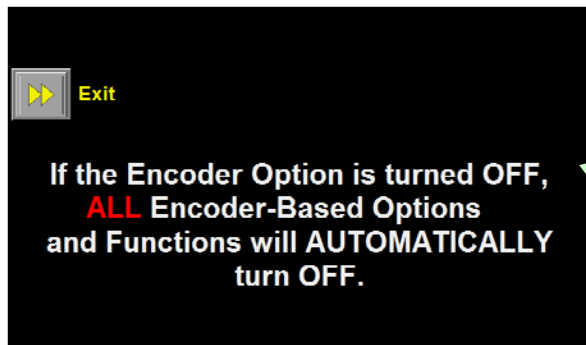 Exit
If the Encoder Option is turned OFF,
ALL Encoder-Based Options
and Functions will AUTOMATICALLY
turn OFF.